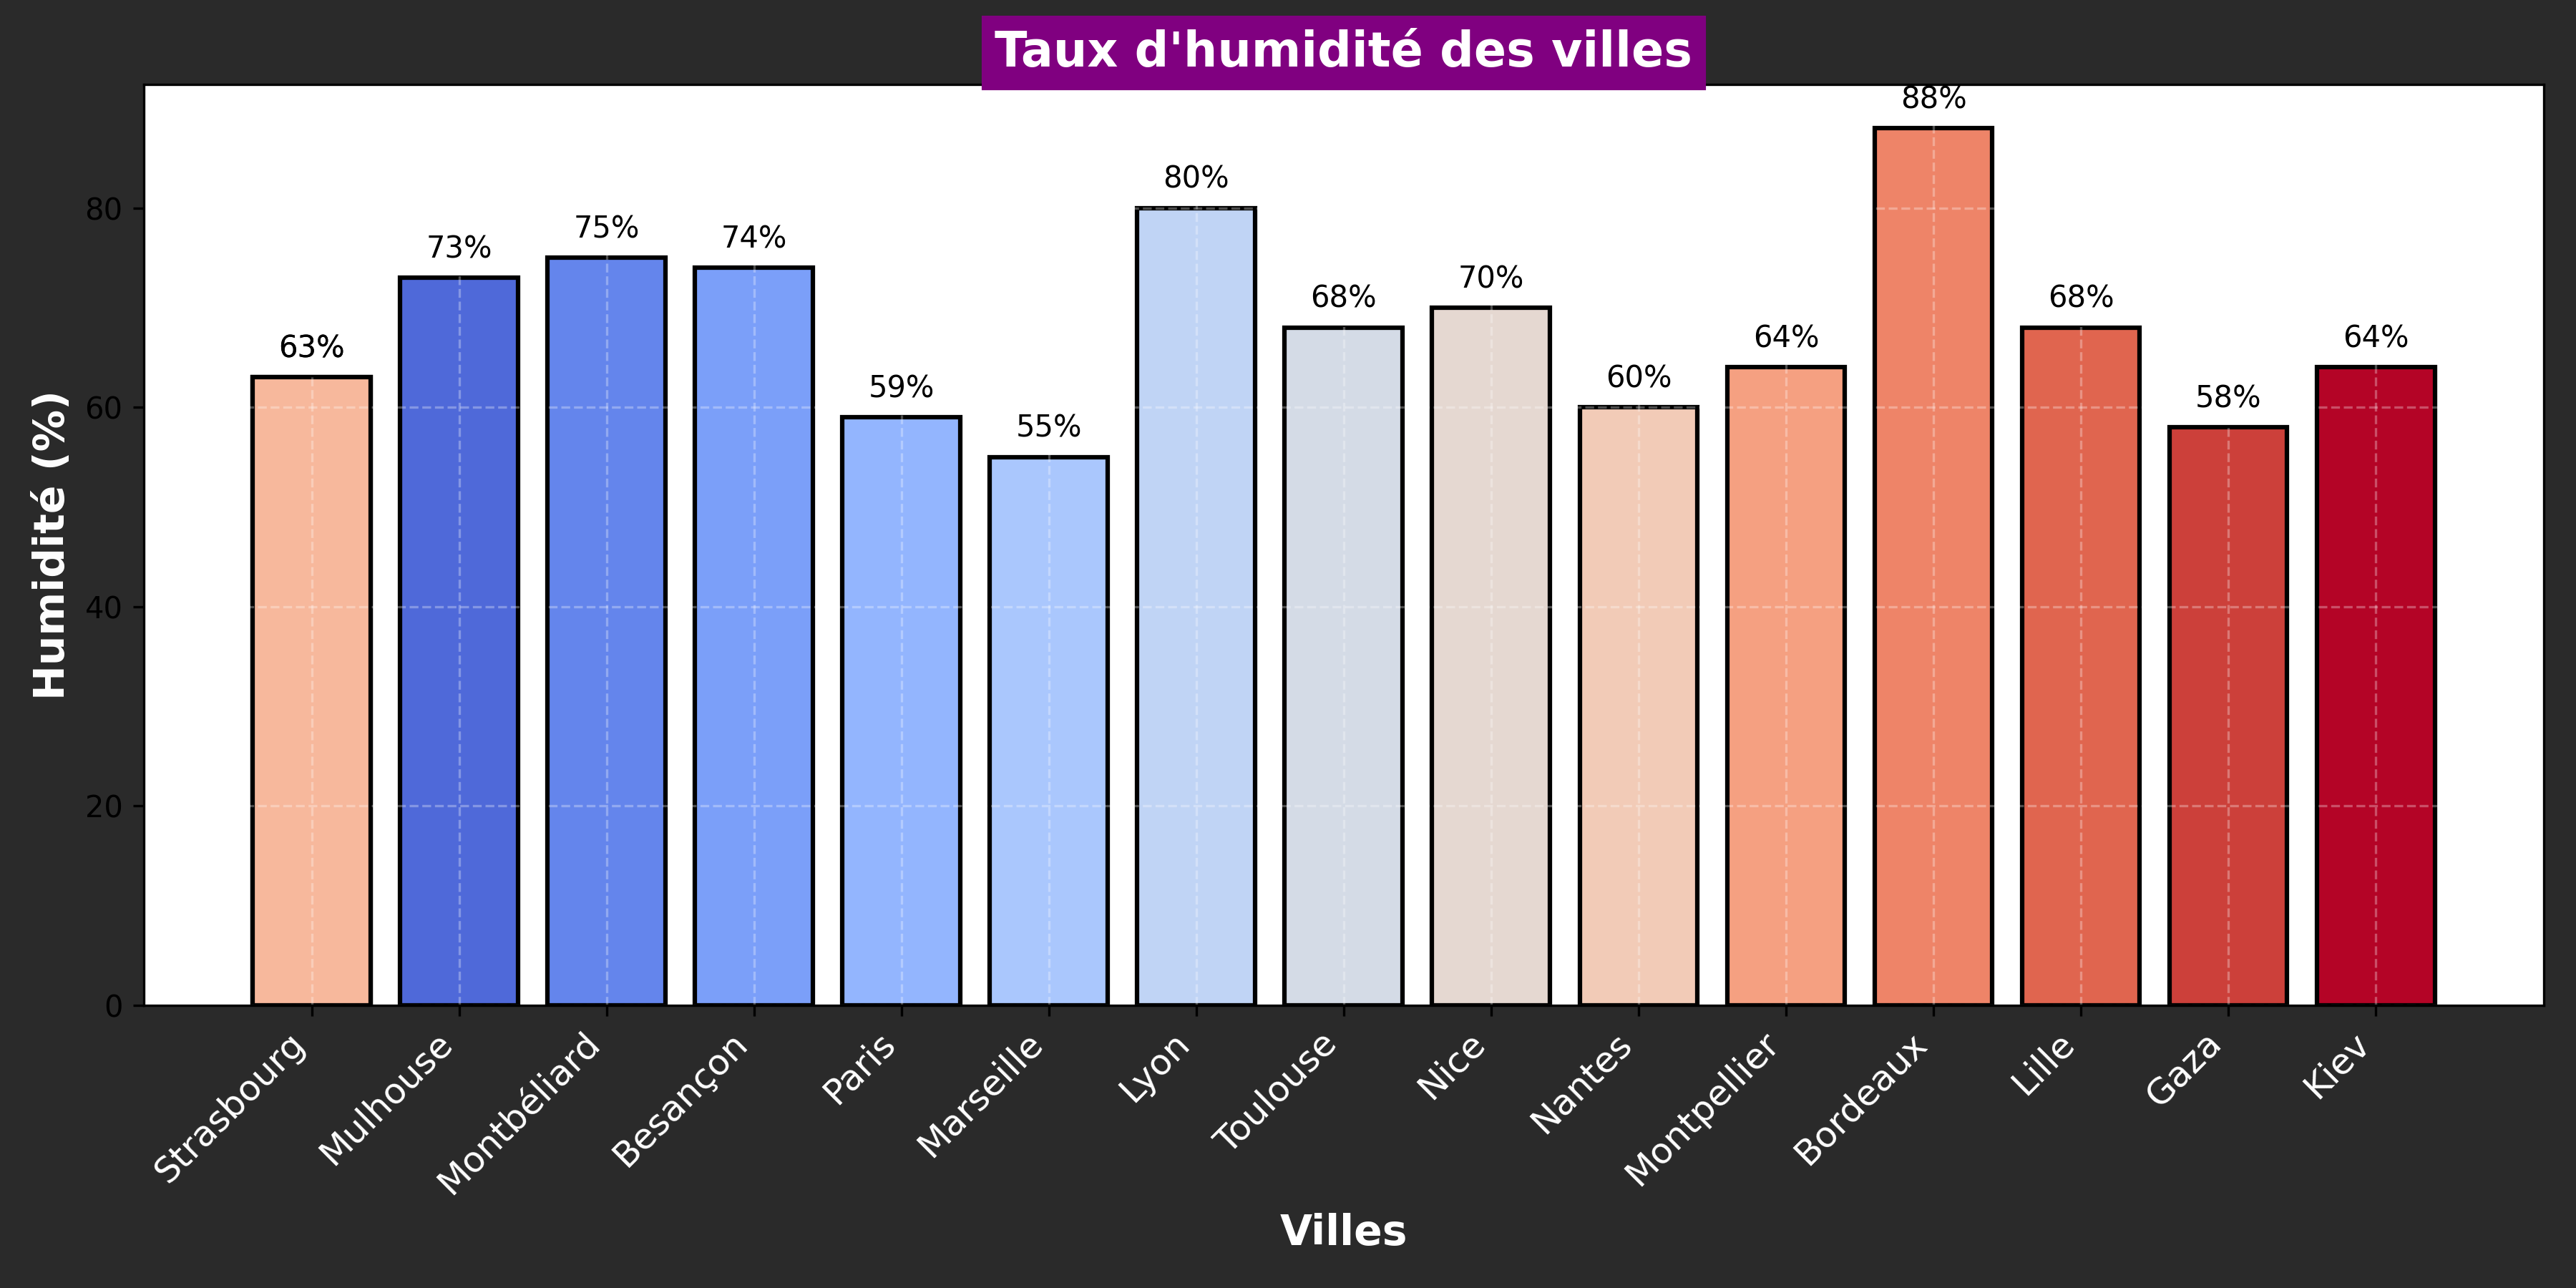 Taux d'humidité des villes
Humidité (%)
80
60
40
20
0
63%
73%
75%
74%
59%
55%
80%
68%
70%
60%
64%
88%
68%
58%
64%
Strasbourg
Mulhouse
Montbéliard
Besançon
Paris
Marseille
Lyon
Toulouse
Nice
Nantes
Montpellier
Bordeaux
Lille
Gaza
Kiev
Villes